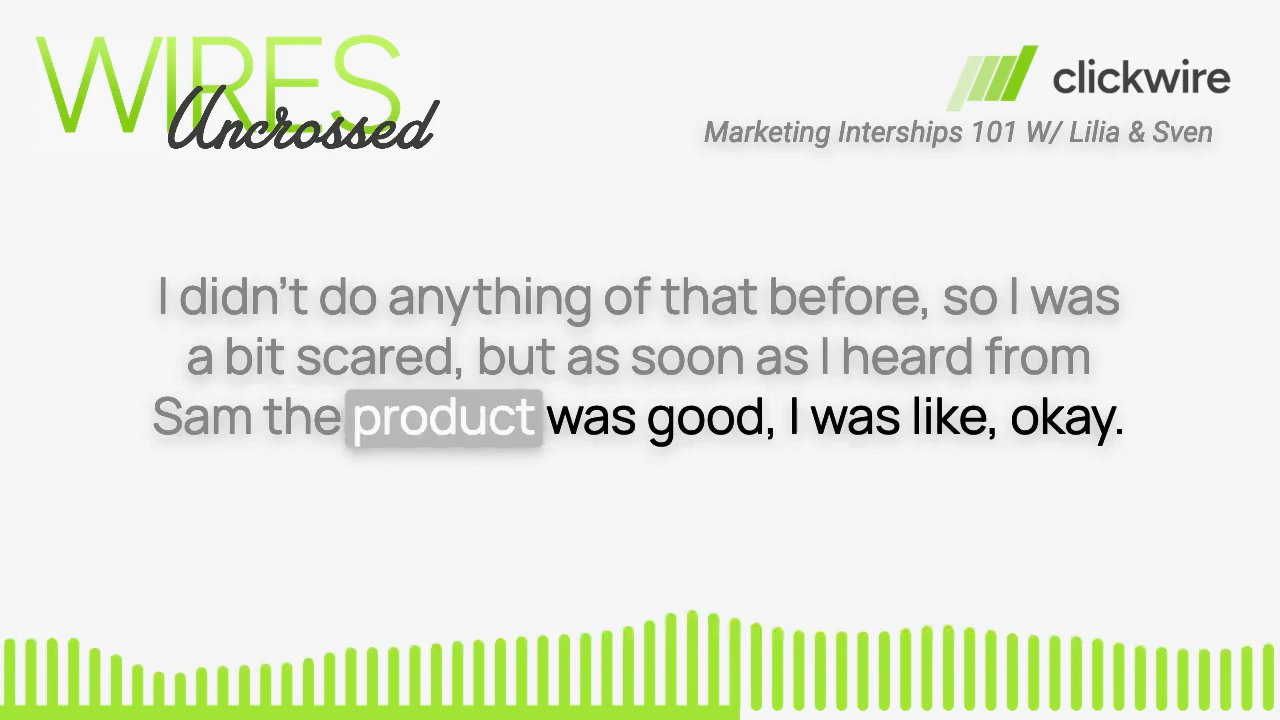 WIRES
Uncrossed
clickwire
Marketing Interships 101 W/ Lilia & Sven
I didn't do anything of that before, so I was
a bit scared, but as soon as I heard from
Sam the product was good, I was like, okay.